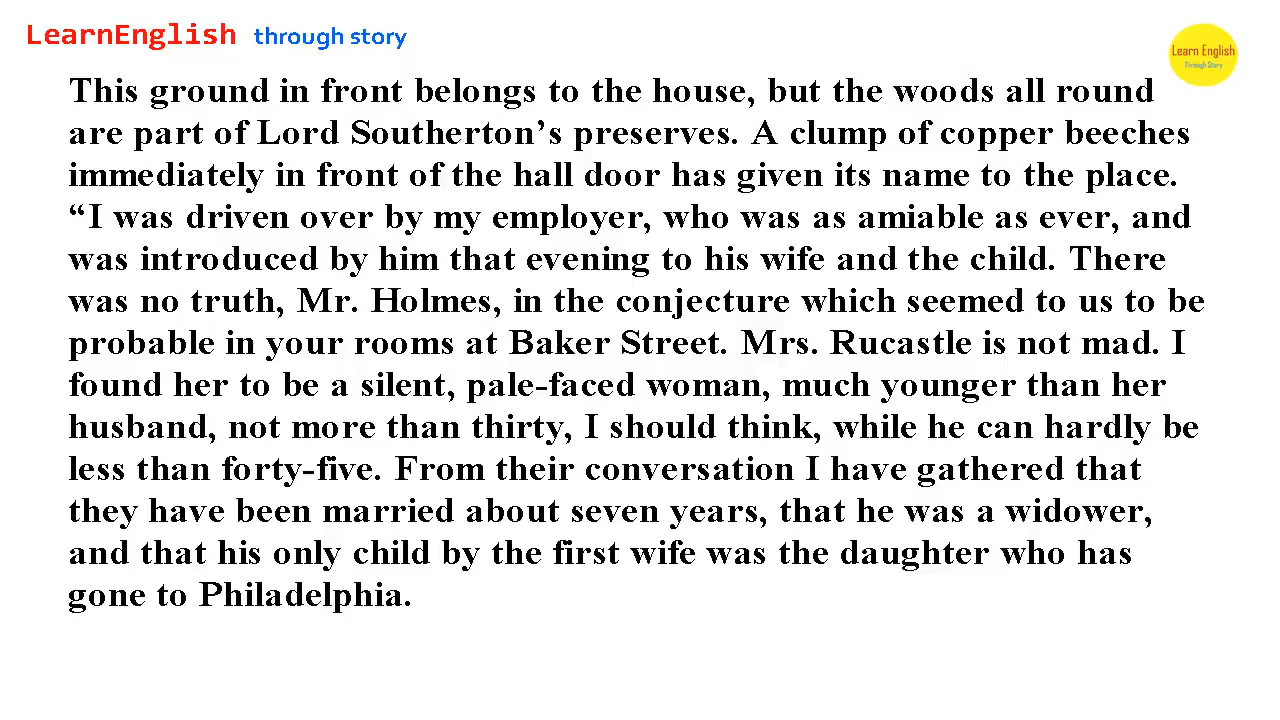 LearnEnglish through story
Learn English
Through Story
This ground in front belongs to the house, but the woods all round
are part of Lord Southerton’s preserves. A clump of copper beeches
immediately in front of the hall door has given its name to the place.
“I was driven over by my employer, who was as amiable as ever, and
was introduced by him that evening to his wife and the child. There
was no truth, Mr. Holmes, in the conjecture which seemed to us to be
probable in your rooms at Baker Street. Mrs. Rucastle is not mad. I
found her to be a silent, pale-faced woman, much younger than her
husband, not more than thirty, I should think, while he can hardly be
less than forty-five. From their conversation I have gathered that
they have been married about seven years, that he was a widower,
and that his only child by the first wife was the daughter who has
gone to Philadelphia.